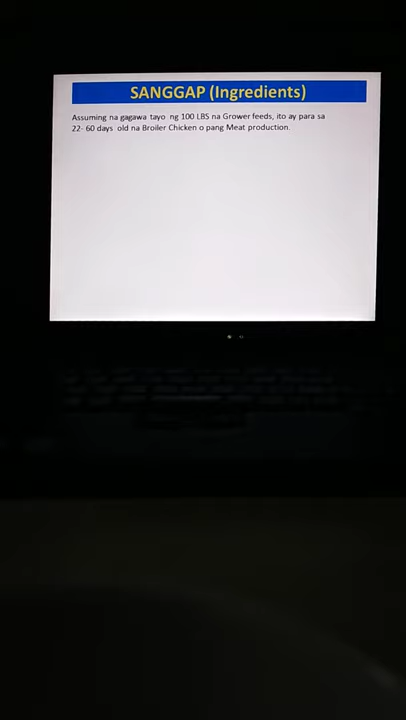 SANGGAP (Ingredients)
Assuming na gagawa tayo ng 100 LBS na Grower feeds, ito ay para sa
22- 60 days old na Broiler Chicken o pang Meat production.